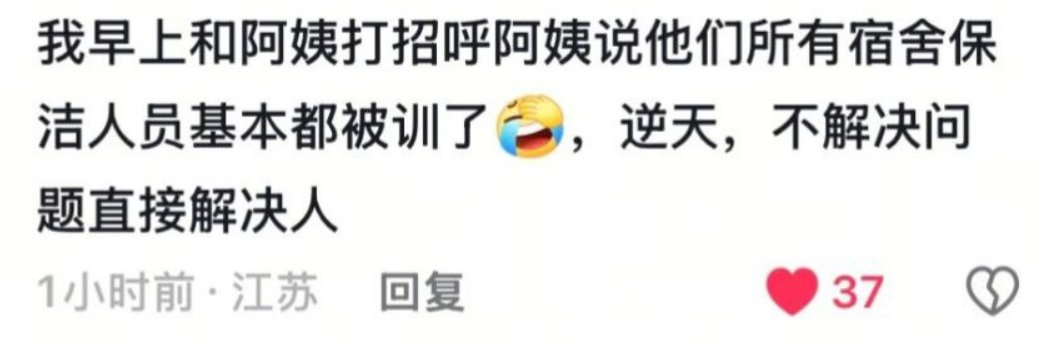 我早上和阿姨打招呼阿姨说他们所有宿舍保
洁人员基本都被训了😂，逆天，不解决问
题直接解决人
1小时前·江苏 回复 37